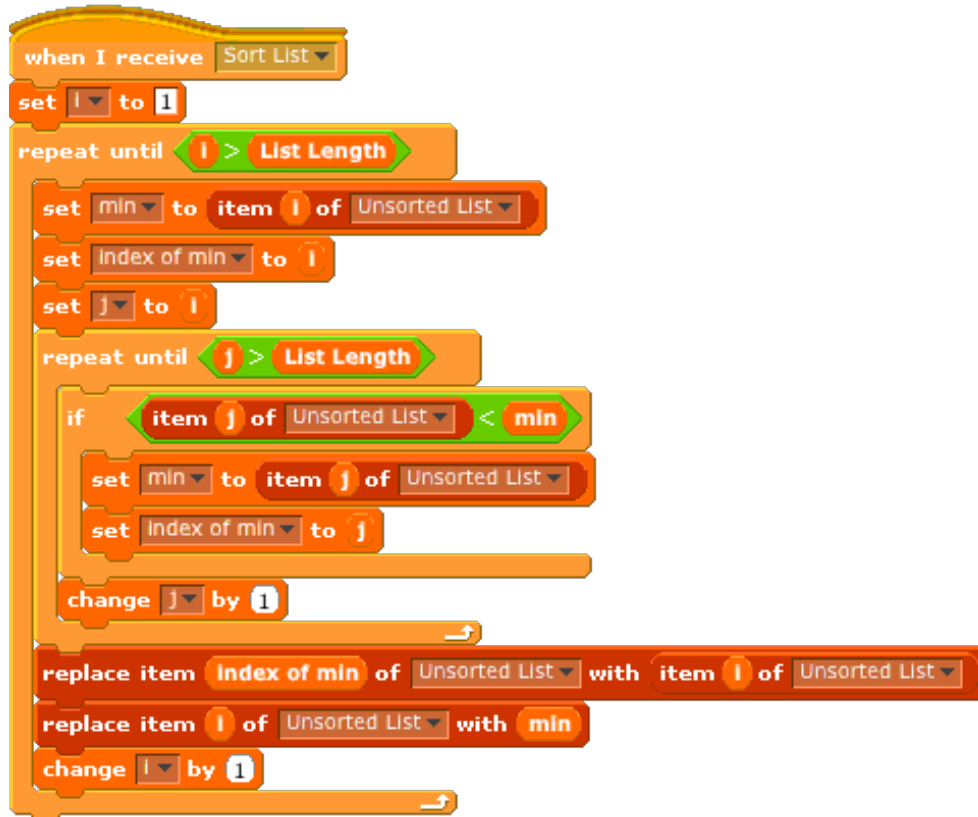 when I receive Sort List
set i to 1
repeat until i > List Length
set min to item i of Unsorted List
set index of min to i
set j to i
repeat until j > List Length
if item j of Unsorted List < min
set min to item j of Unsorted List
set index of min to j
change j by 1
replace item index of min of Unsorted List with item i of Unsorted List
replace item i of Unsorted List with min
change i by 1